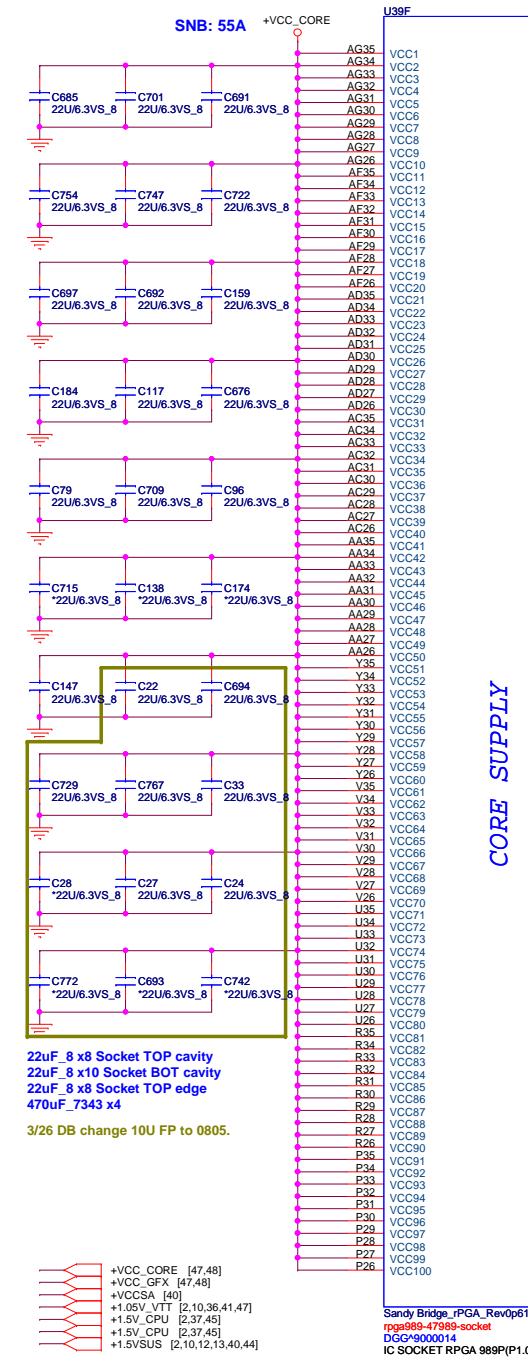 U39F
+VCC_CORE
SNB: 55A
AG35 VCC1
AG34 VCC2
AG33 VCC3
AG32 VCC4
AG31 VCC5
AG30 VCC6
AG29 VCC7
AG28 VCC8
AG27 VCC9
AG26 VCC10
AF35 VCC11
AF34 VCC12
AF33 VCC13
AF32 VCC14
AF31 VCC15
AF30 VCC16
AF29 VCC17
AF28 VCC18
AF27 VCC19
AF26 VCC20
AD35 VCC21
AD34 VCC22
AD33 VCC23
AD32 VCC24
AD31 VCC25
AD30 VCC26
AD29 VCC27
AD28 VCC28
AD27 VCC29
AD26 VCC30
AC35 VCC31
AC34 VCC32
AC33 VCC33
AC32 VCC34
AC31 VCC35
AC30 VCC36
AC29 VCC37
AC28 VCC38
AC27 VCC39
AC26 VCC40
AA35 VCC41
AA34 VCC42
AA33 VCC43
AA32 VCC44
AA31 VCC45
AA30 VCC46
AA29 VCC47
AA28 VCC48
AA27 VCC49
AA26 VCC50
Y35 VCC51
Y34 VCC52
Y33 VCC53
Y32 VCC54
Y31 VCC55
Y30 VCC56
Y29 VCC57
Y28 VCC58
Y27 VCC59
Y26 VCC60
V35 VCC61
V34 VCC62
V33 VCC63
V32 VCC64
V31 VCC65
V30 VCC66
V29 VCC67
V28 VCC68
V27 VCC69
V26 VCC70
U35 VCC71
U34 VCC72
U33 VCC73
U32 VCC74
U31 VCC75
U30 VCC76
U29 VCC77
U28 VCC78
U27 VCC79
U26 VCC80
R35 VCC81
R34 VCC82
R33 VCC83
R32 VCC84
R31 VCC85
R30 VCC86
R29 VCC87
R28 VCC88
R27 VCC89
R26 VCC90
P35 VCC91
P34 VCC92
P33 VCC93
P32 VCC94
P31 VCC95
P30 VCC96
P29 VCC97
P28 VCC98
P27 VCC99
P26 VCC100
CORE SUPPLY
C685 C701 C691
22U/6.3VS_8 22U/6.3VS_8 22U/6.3VS_8
C754 C747 C722
22U/6.3VS_8 22U/6.3VS_8 22U/6.3VS_8
C697 C692 C159
22U/6.3VS_8 22U/6.3VS_8 22U/6.3VS_8
C184 C117 C676
22U/6.3VS_8 22U/6.3VS_8 22U/6.3VS_8
C79 C709 C96
22U/6.3VS_8 22U/6.3VS_8 22U/6.3VS_8
C715 C138 C174
*22U/6.3VS_8 *22U/6.3VS_8 *22U/6.3VS_8
C147 C22 C694
22U/6.3VS_8 22U/6.3VS_8 22U/6.3VS_8
C729 C767 C33
22U/6.3VS_8 22U/6.3VS_8 22U/6.3VS_8
C28 C27 C24
*22U/6.3VS_8 22U/6.3VS_8 22U/6.3VS_8
C772 C693 C742
*22U/6.3VS_8 *22U/6.3VS_8 *22U/6.3VS_8
22uF_8 x8 Socket TOP cavity
22uF_8 x10 Socket BOT cavity
22uF_8 x8 Socket TOP edge
470uF_7343 x4
3/26 DB change 10U FP to 0805.
+VCC_CORE [47,48]
+VCC_GFX [47,48]
+VCCSA [40]
+1.05V_VTT [2,10,36,41,47]
+1.5V_CPU [2,37,45]
+1.5V_CPU [2,37,45]
+1.5VSUS [2,10,12,13,40,44]
Sandy Bridge_rPGA_Rev0p61
rpga989-47989-socket
DGG^9000014
IC SOCKET RPGA 989P(P1.0